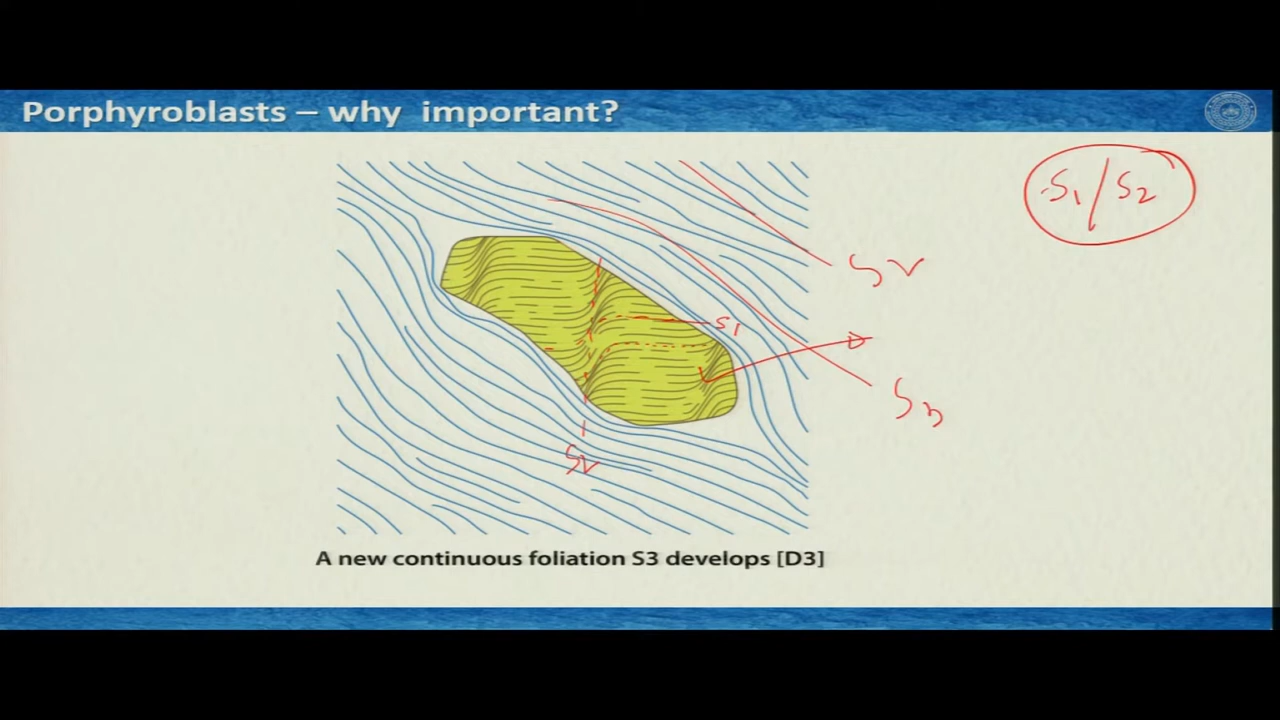 Porphyroblasts – why important?
S1/S2
S2
S1
S3
S2
A new continuous foliation S3 develops [D3]